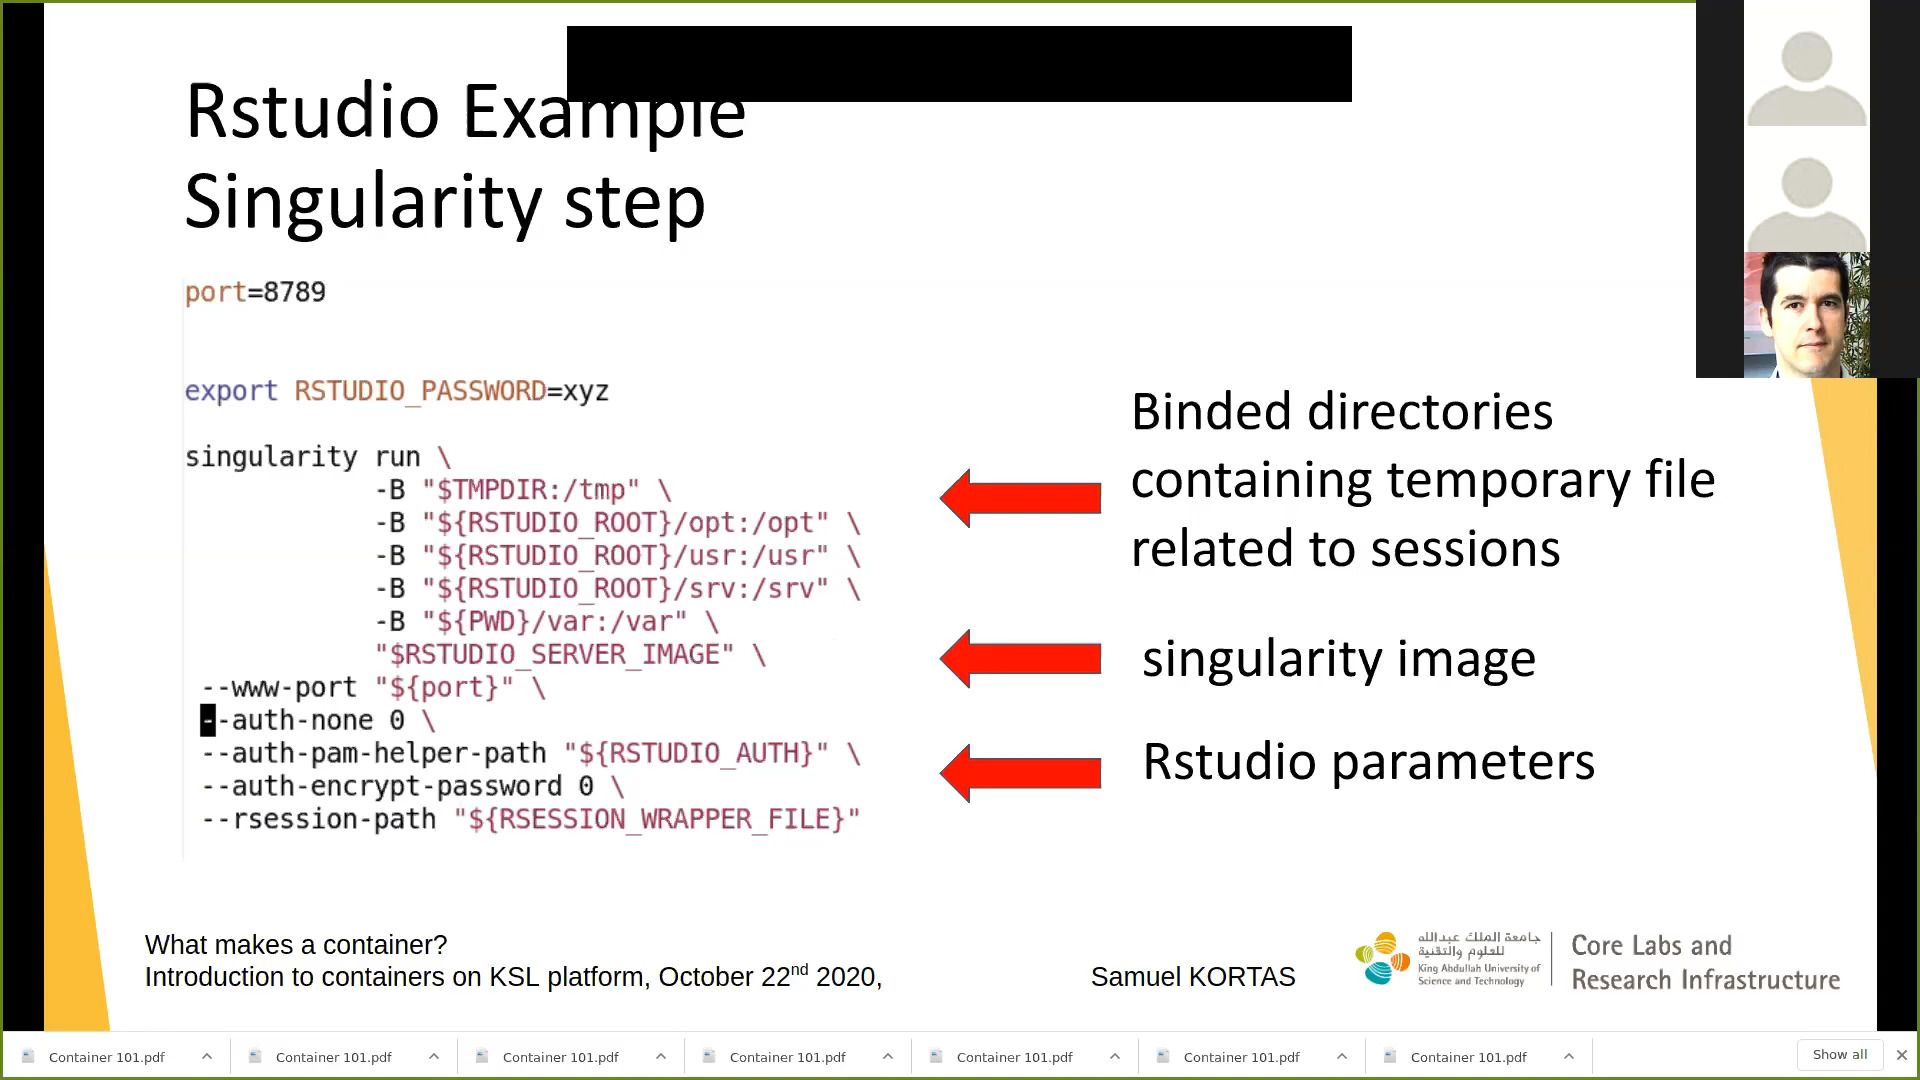 Rstudio Example
Singularity step
port=8789
export RSTUDIO_PASSWORD=xyz
singularity run \
-B "$TMPDIR:/tmp" \
-B "${RSTUDIO_ROOT}/opt:/opt" \
-B "${RSTUDIO_ROOT}/usr:/usr" \
-B "${RSTUDIO_ROOT}/srv:/srv" \
-B "${PWD}/var:/var" \
"$RSTUDIO_SERVER_IMAGE" \
--www-port "${port}" \
--auth-none 0 \
--auth-pam-helper-path "${RSTUDIO_AUTH}" \
--auth-encrypt-password 0 \
--rsession-path "${RSESSION_WRAPPER_FILE}"
Binded directories
containing temporary file
related to sessions
singularity image
Rstudio parameters
What makes a container?
Introduction to containers on KSL platform, October 22nd 2020,
Samuel KORTAS
جامعة الملك عبدالله
للعلوم والتقنية
King Abdullah University of
Science and Technology
Core Labs and
Research Infrastructure
Container 101.pdf
Container 101.pdf
Container 101.pdf
Container 101.pdf
Container 101.pdf
Container 101.pdf
Container 101.pdf
Show all